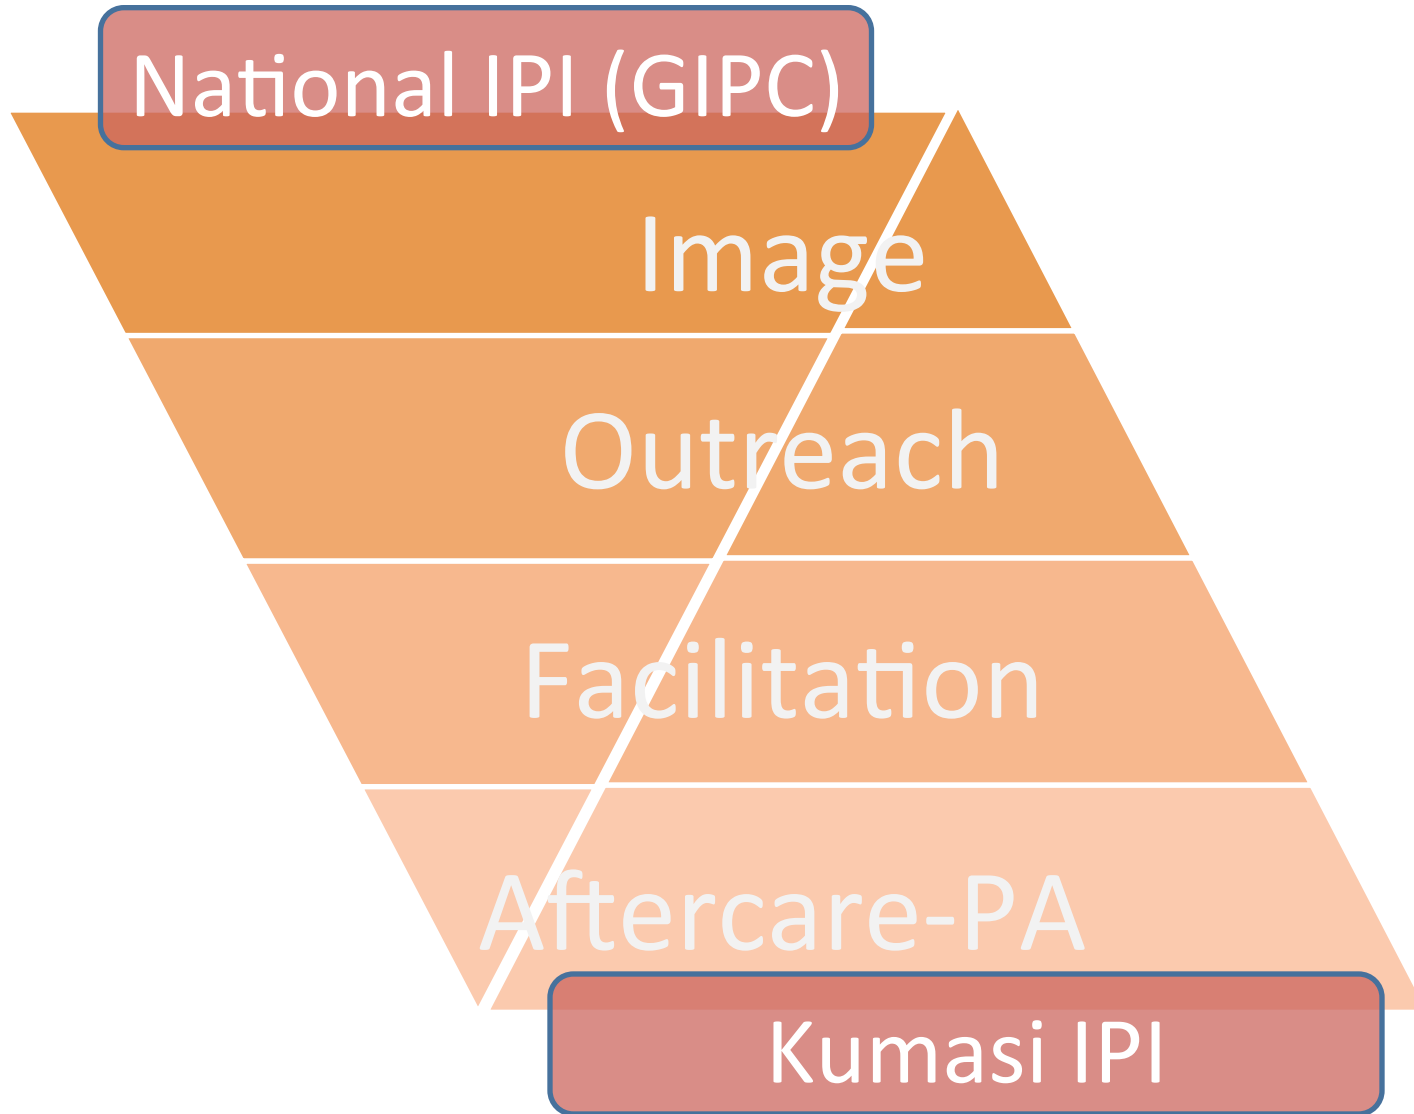 National IPI (GIPC)
Image
Outreach
Facilitation
Aftercare-PA
Kumasi IPI